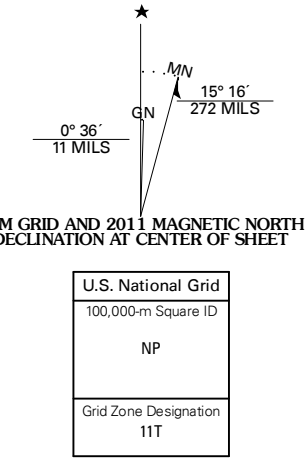 MN
15° 16´
272 MILS
GN
0° 36´
11 MILS
M GRID AND 2011 MAGNETIC NORTH
DECLINATION AT CENTER OF SHEET
U.S. National Grid
100,000-m Square ID
NP
Grid Zone Designation
11T